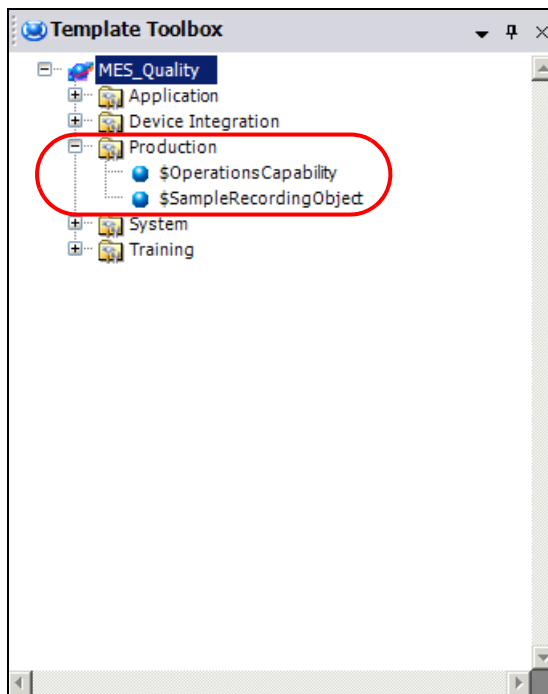 Template Toolbox
MES_Quality
Application
Device Integration
Production
$OperationsCapability
$SampleRecordingObject
System
Training